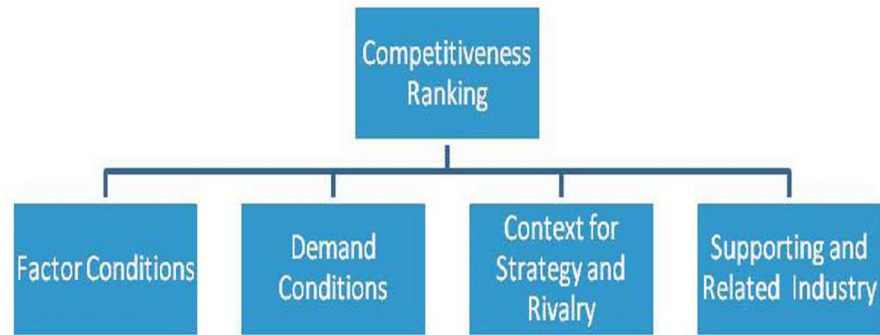 Competitiveness
Ranking
Factor Conditions
Demand
Conditions
Context for
Strategy and
Rivalry
Supporting and
Related Industry